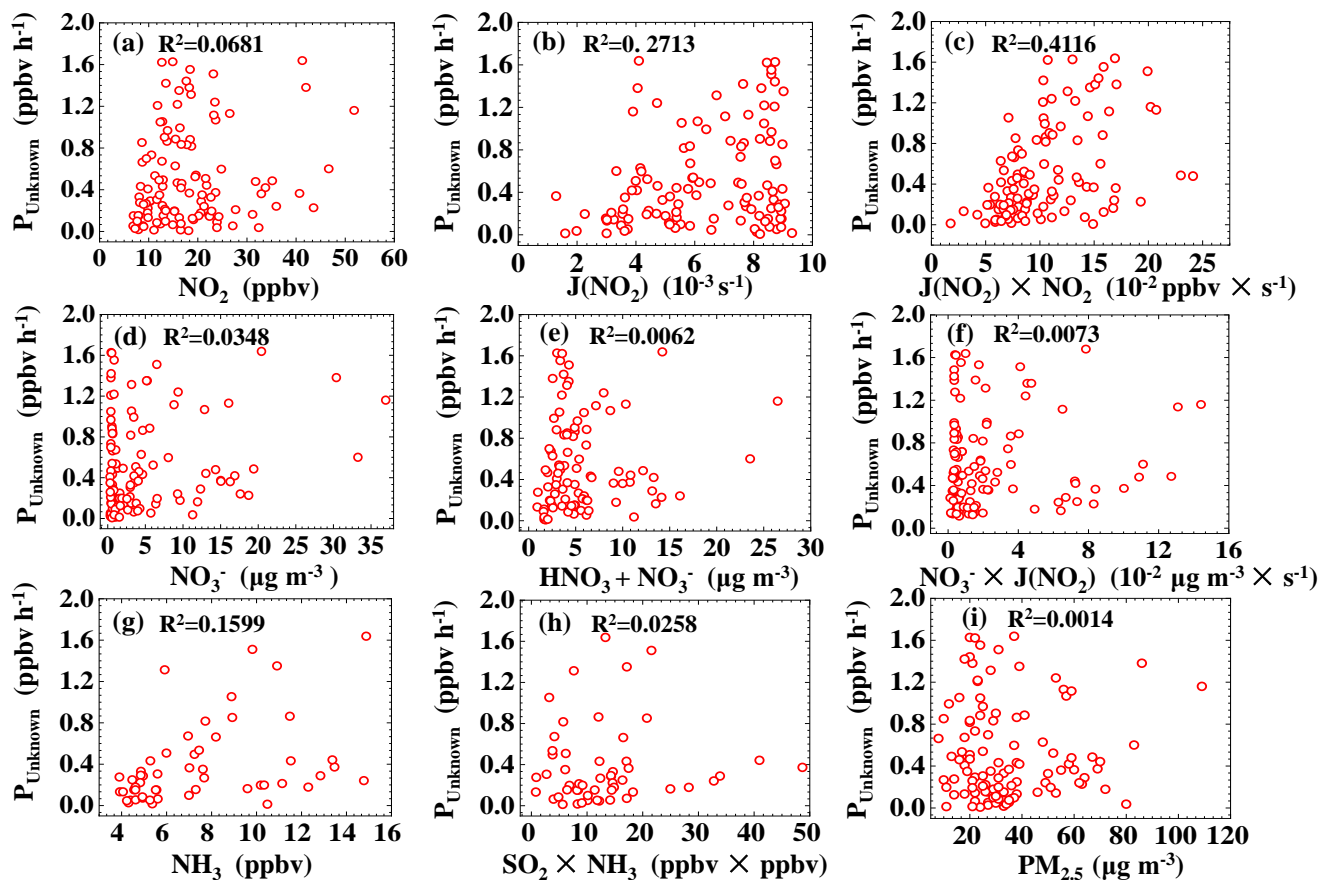 (a) R²=0.0681
P_Unknown (ppbv h⁻¹)
2.0
1.6
1.2
0.8
0.4
0.0
0 10 20 30 40 50 60
NO₂ (ppbv)
(b) R²=0.2713
P_Unknown (ppbv h⁻¹)
2.0
1.6
1.2
0.8
0.4
0.0
0 2 4 6 8 10
J(NO₂) (10⁻³ s⁻¹)
(c) R²=0.4116
P_Unknown (ppbv h⁻¹)
2.0
1.6
1.2
0.8
0.4
0.0
0 5 10 15 20 25
J(NO₂) × NO₂ (10⁻² ppbv × s⁻¹)
(d) R²=0.0348
P_Unknown (ppbv h⁻¹)
2.0
1.6
1.2
0.8
0.4
0.0
0 5 10 15 20 25 30 35
NO₃⁻ (μg m⁻³)
(e) R²=0.0062
P_Unknown (ppbv h⁻¹)
2.0
1.6
1.2
0.8
0.4
0.0
0 5 10 15 20 25 30
HNO₃ + NO₃⁻ (μg m⁻³)
(f) R²=0.0073
P_Unknown (ppbv h⁻¹)
2.0
1.6
1.2
0.8
0.4
0.0
0 4 8 12 16
NO₃⁻ × J(NO₂) (10⁻² μg m⁻³ × s⁻¹)
(g) R²=0.1599
P_Unknown (ppbv h⁻¹)
2.0
1.6
1.2
0.8
0.4
0.0
4 6 8 10 12 14 16
NH₃ (ppbv)
(h) R²=0.0258
P_Unknown (ppbv h⁻¹)
2.0
1.6
1.2
0.8
0.4
0.0
0 10 20 30 40 50
SO₂ × NH₃ (ppbv × ppbv)
(i) R²=0.0014
P_Unknown (ppbv h⁻¹)
2.0
1.6
1.2
0.8
0.4
0.0
20 40 60 80 100 120
PM₂.₅ (μg m⁻³)